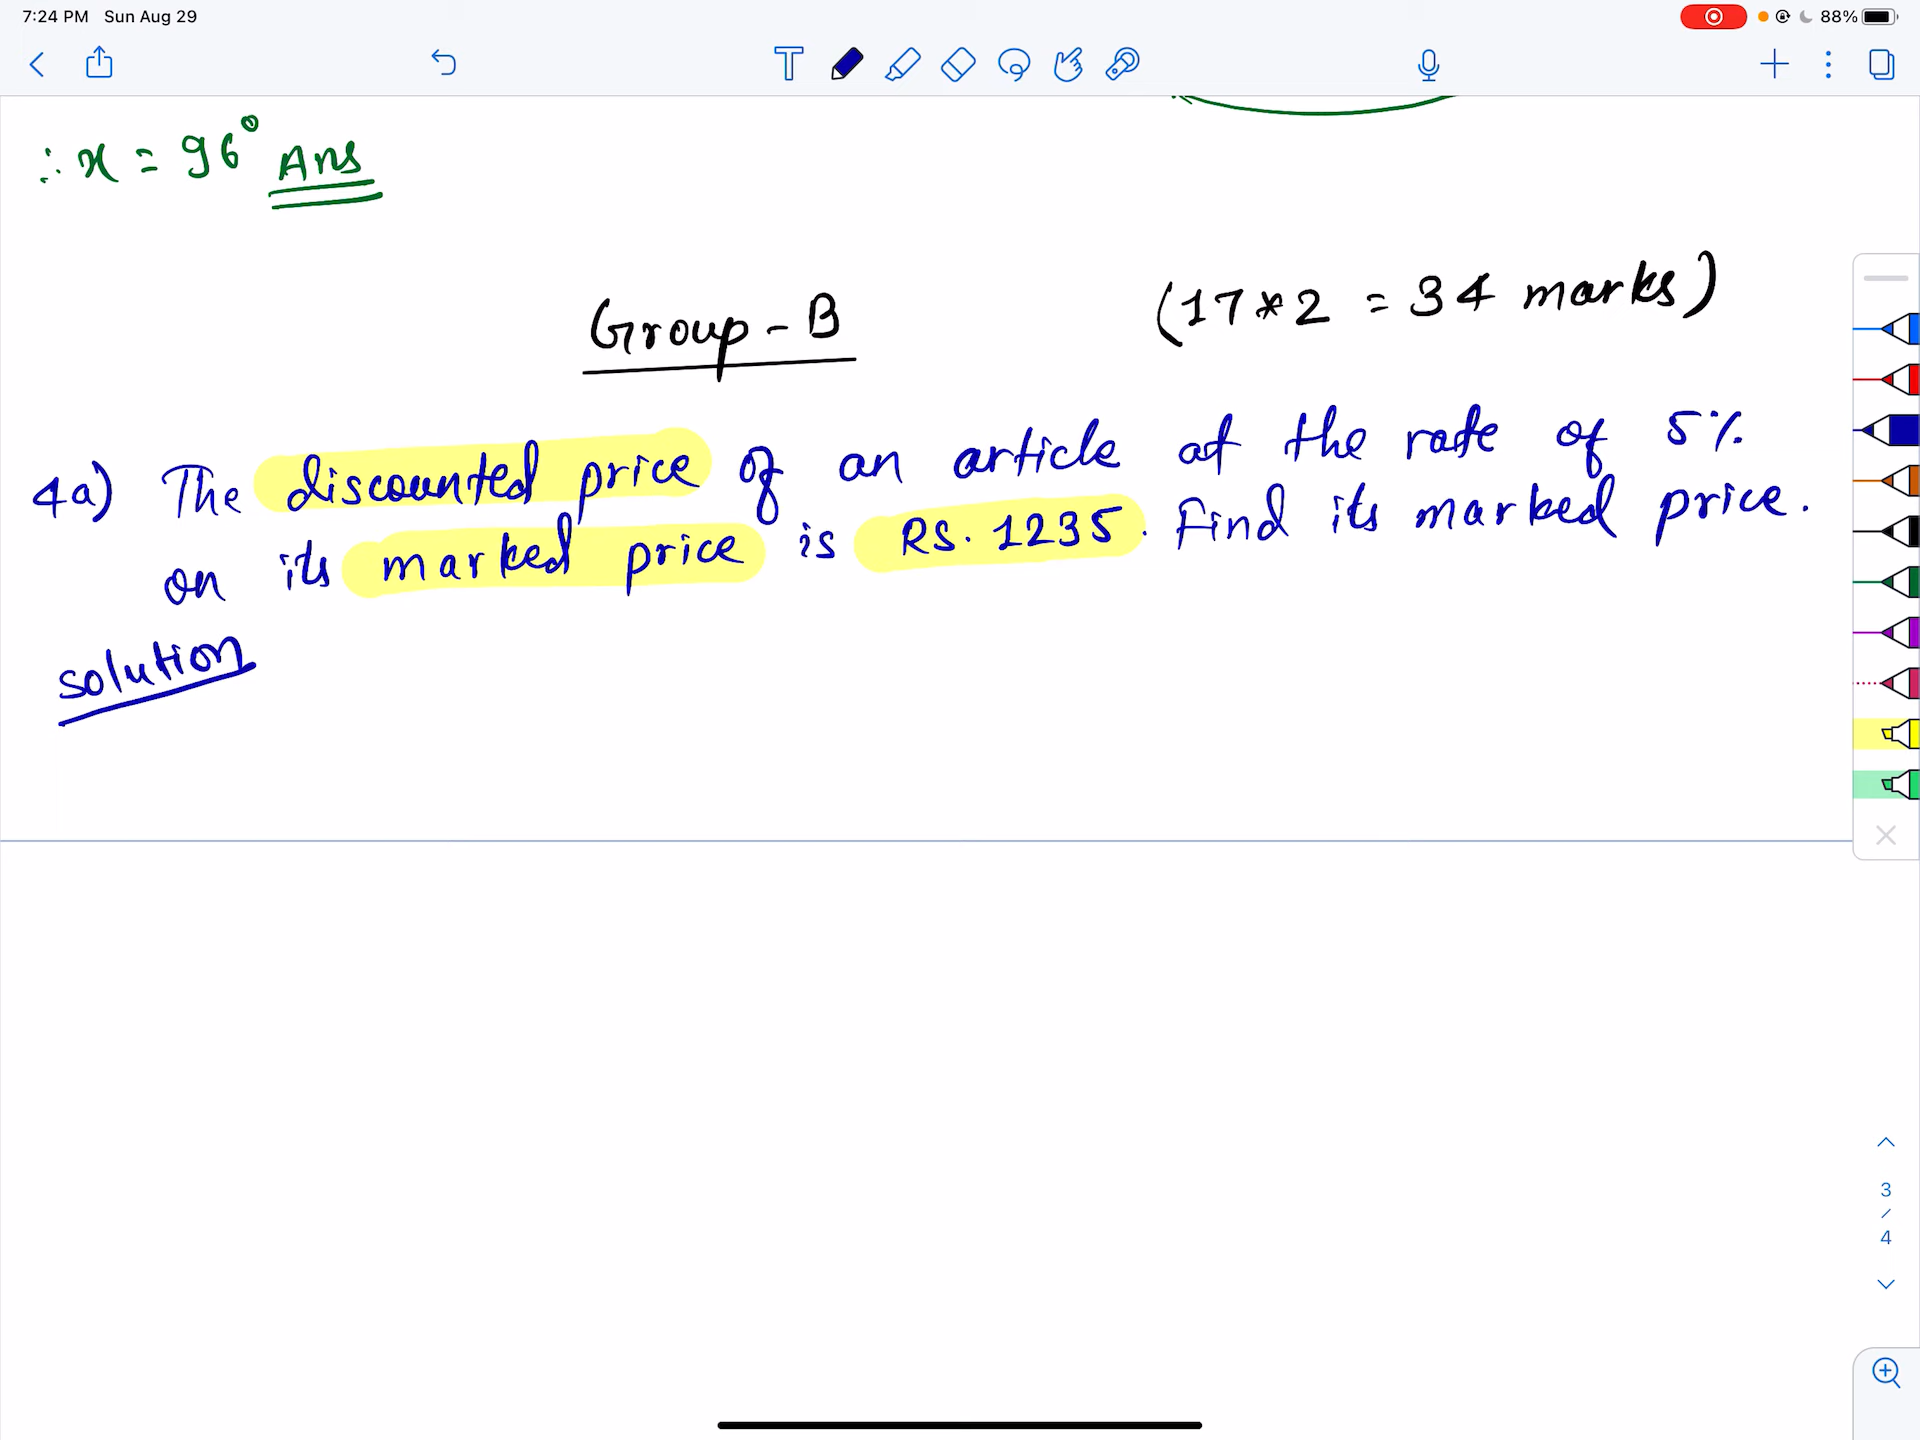 7:24 PM Sun Aug 29
88%
∴ x = 96° Ans
Group - B
(17*2 = 34 marks)
4a) The discounted price of an article at the rate of 5%
on its marked price is RS. 1235. Find its marked price.
solution
3
/
4